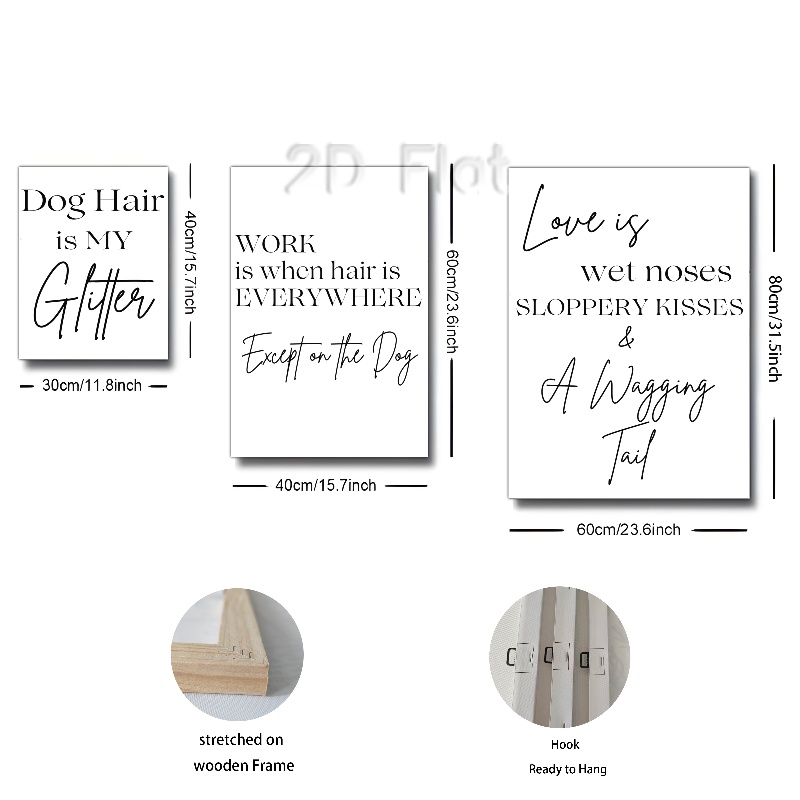 2D Flat
Dog Hair
is MY
Glitter
40cm/15.7inch
30cm/11.8inch
WORK
is when hair is
EVERYWHERE
Except on the Dog
60cm/23.6inch
40cm/15.7inch
Love is
wet noses
SLOPPERY KISSES
&
A Wagging
Tail
80cm/31.5inch
60cm/23.6inch
stretched on
wooden Frame
Hook
Ready to Hang